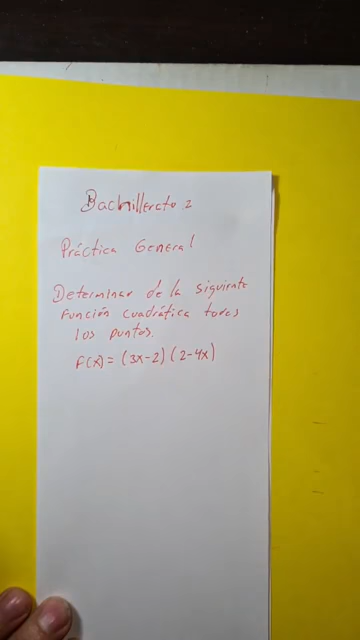 Bachillerato 2
Práctica General
Determinar de la siguiente
función cuadrática todos
los puntos.
F(x) = (3x-2) (2-4x)